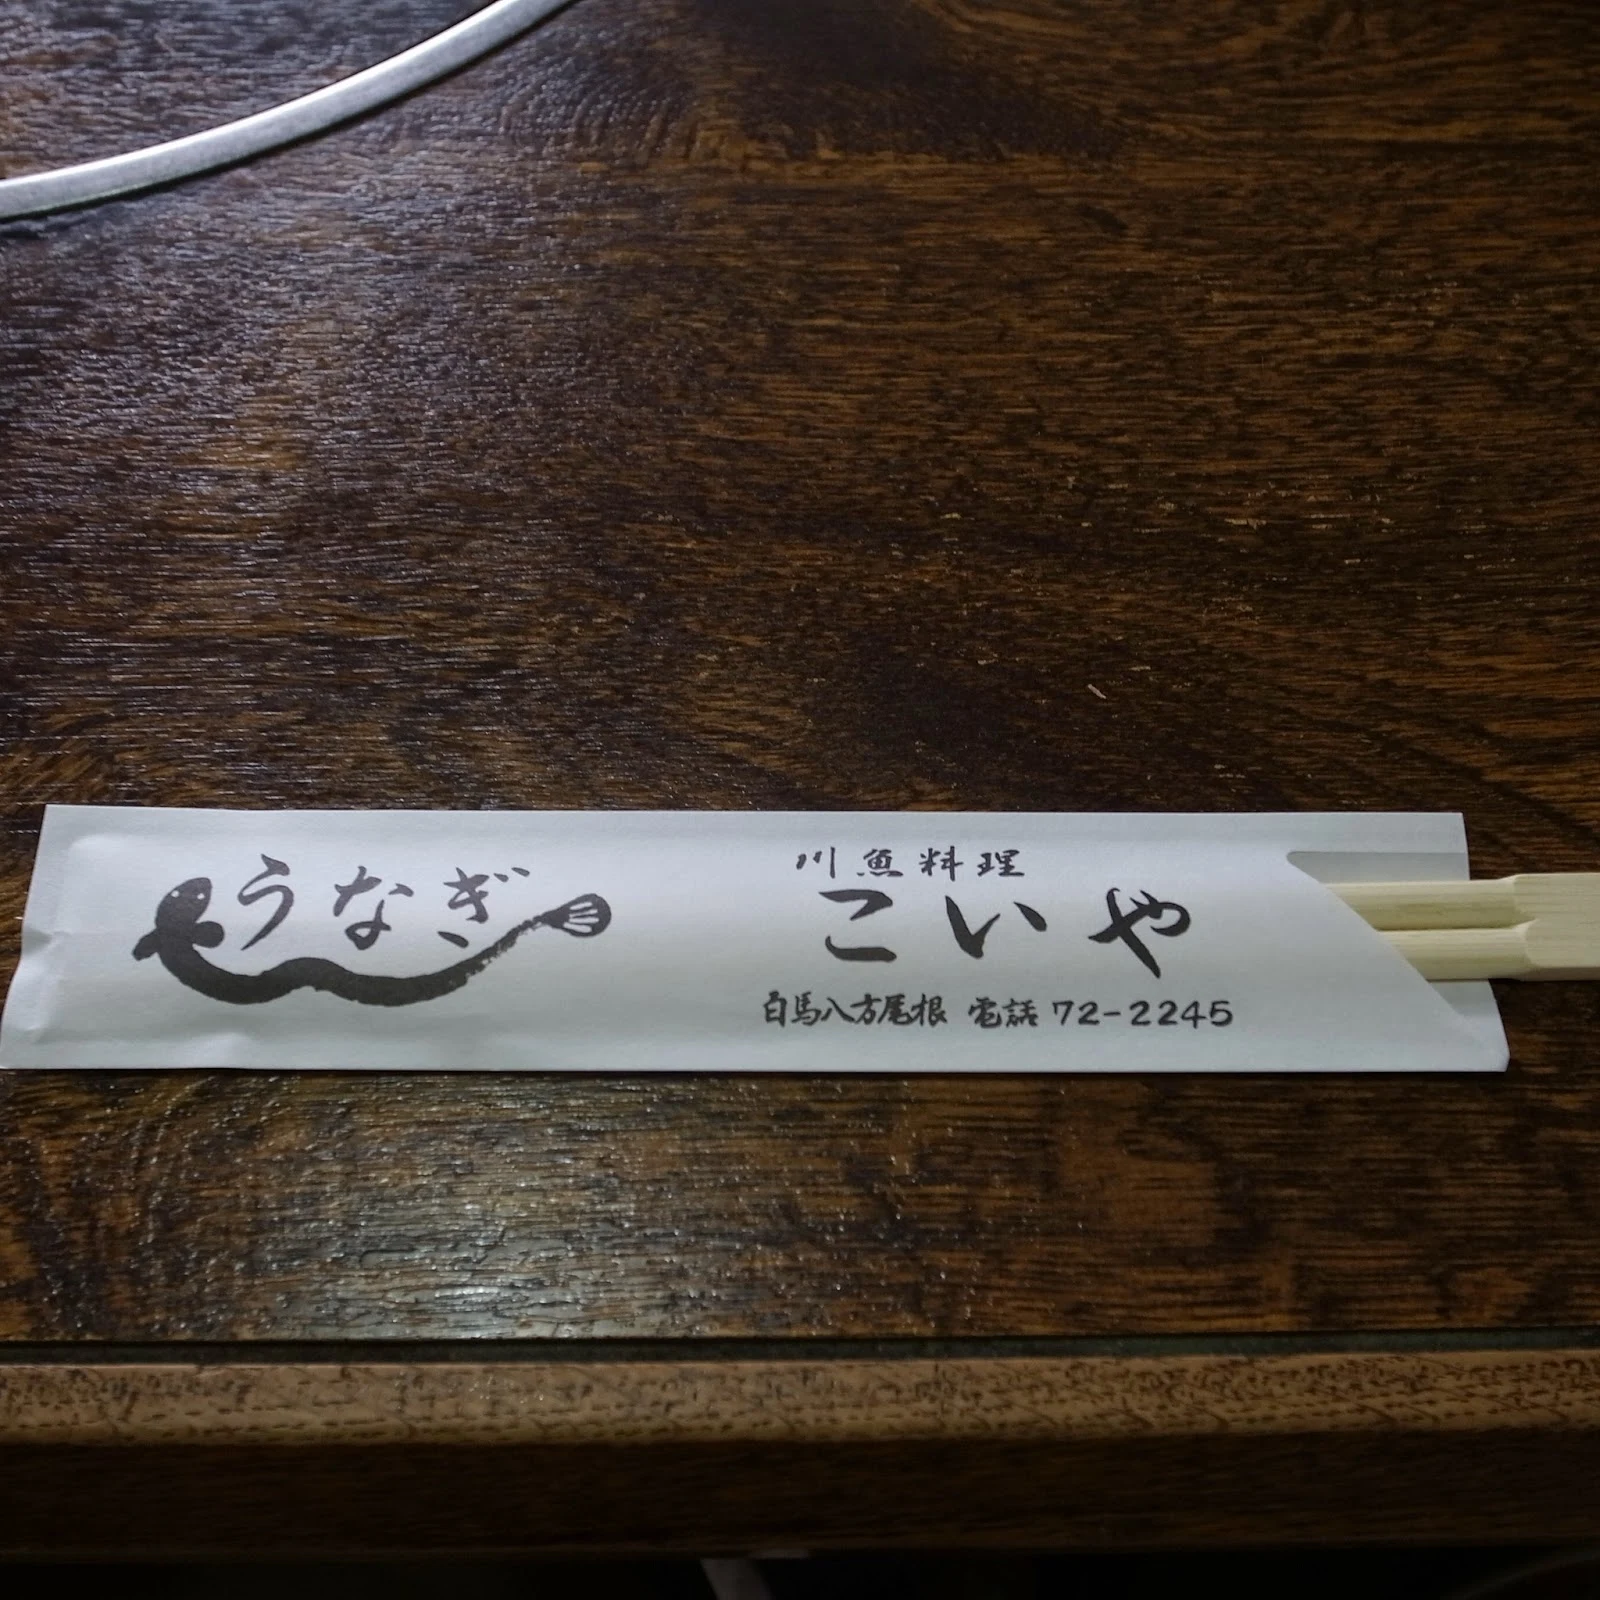 うなぎ
川魚料理
こいや
白馬八方尾根 電話 72-2245